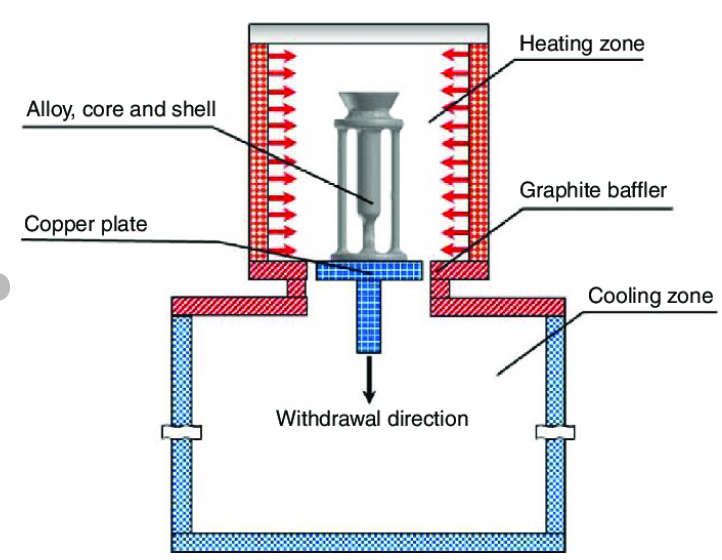 Heating zone
Alloy, core and shell
Graphite baffler
Copper plate
Cooling zone
Withdrawal direction